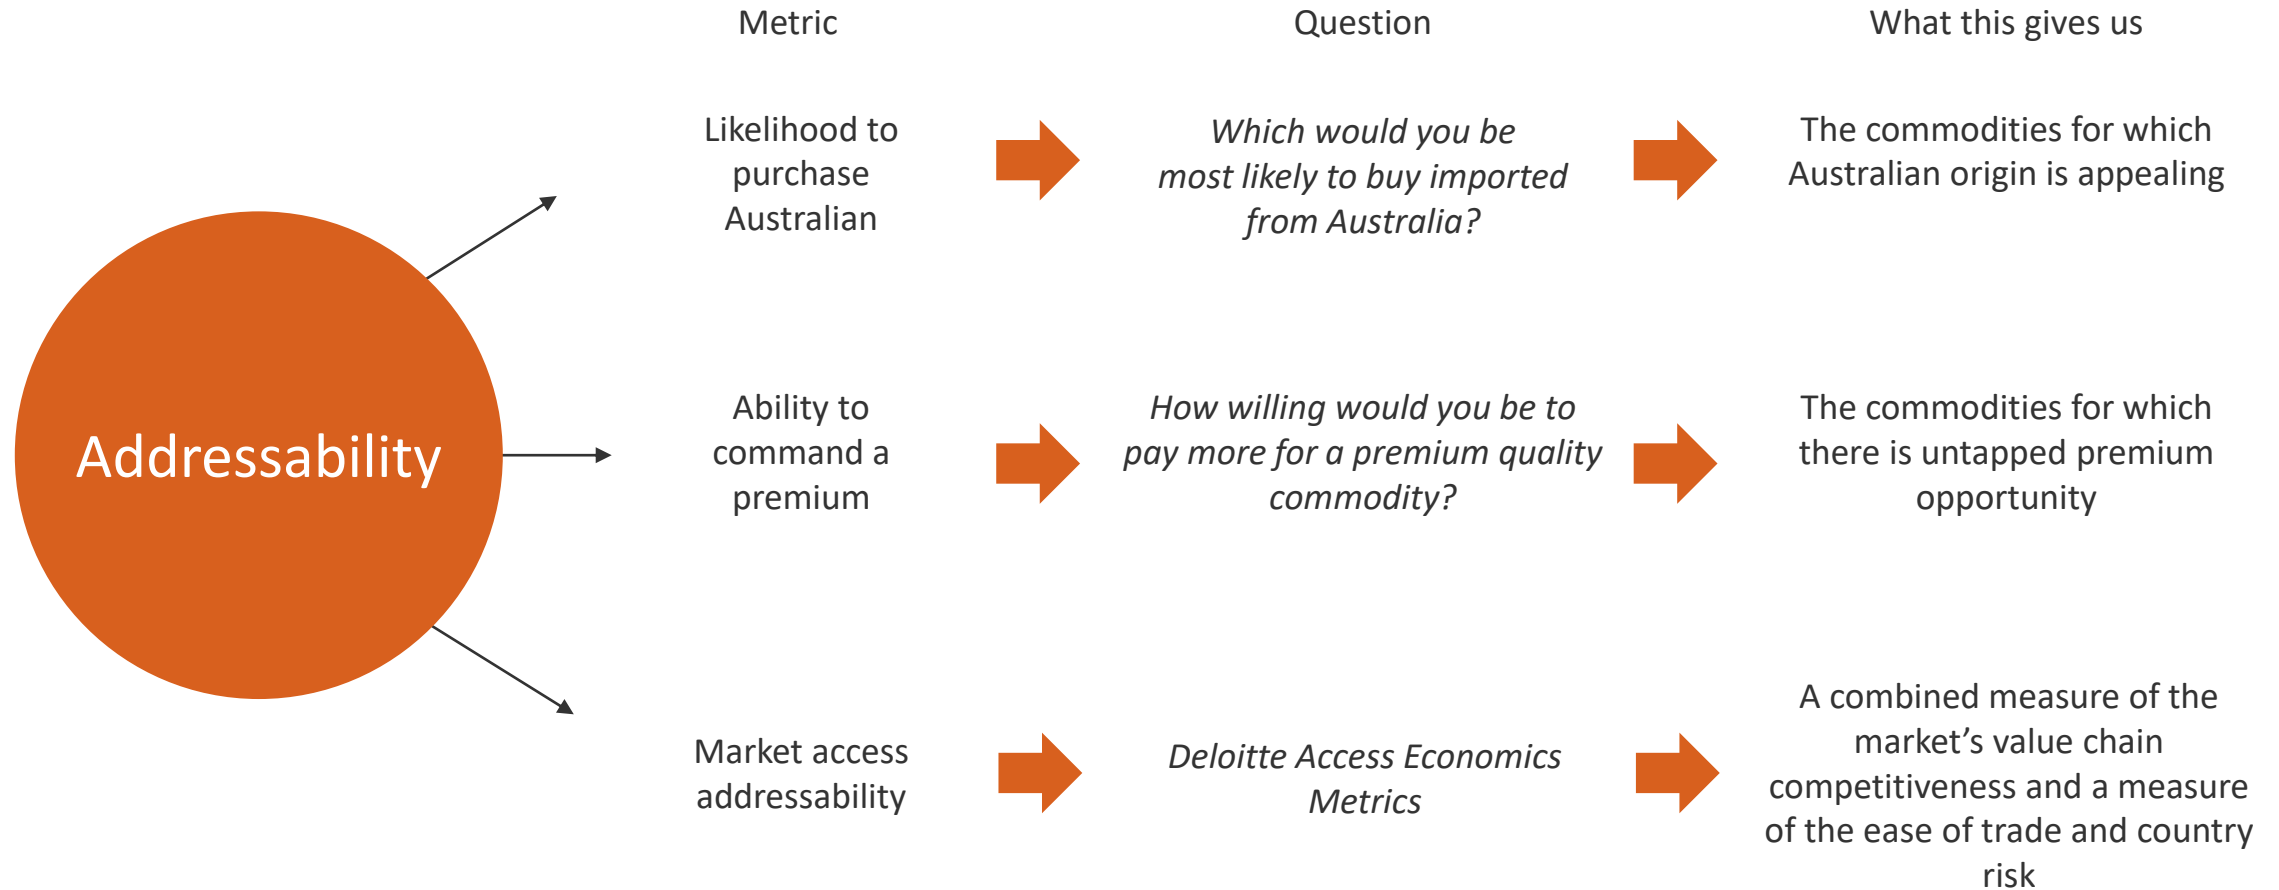 Metric
Question
What this gives us
Likelihood to
purchase
Australian
Which would you be
most likely to buy imported
from Australia?
The commodities for which
Australian origin is appealing
Addressability
Ability to
command a
premium
How willing would you be to
pay more for a premium quality
commodity?
The commodities for which
there is untapped premium
opportunity
Market access
addressability
Deloitte Access Economics
Metrics
A combined measure of the
market’s value chain
competitiveness and a measure
of the ease of trade and country
risk